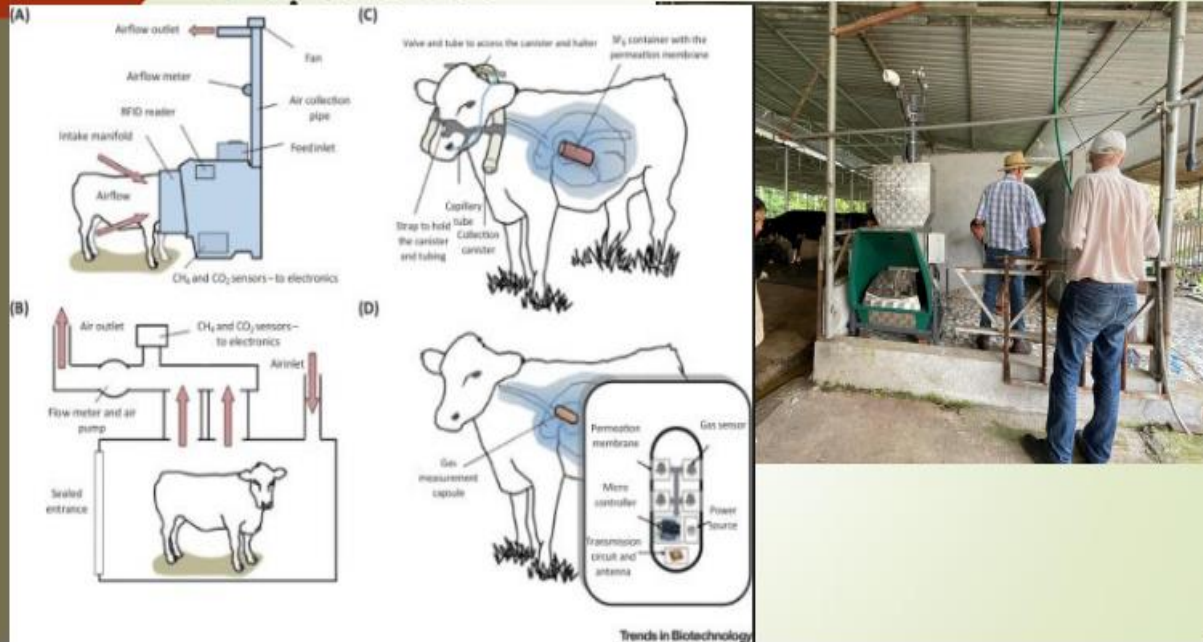 (A)
Airflow outlet
Fan
Airflow meter
RFID reader
Air collection
pipe
Intake manifold
Feed inlet
Airflow
CH₄ and CO₂ sensors – to electronics
(B)
Air outlet
CH₄ and CO₂ sensors –
to electronics
Air inlet
Flow meter and air
pump
Sealed
entrance
(C)
Valve and tube to access the canister and halter
SF₆ container with the
permeation membrane
Capillary
tube
Strap to hold
the canister
and tubing
Collection
canister
(D)
Gas
measurement
capsule
Permeation
membrane
Gas sensor
Micro
controller
Power
source
Transmission
circuit and
antenna
Trends in Biotechnology